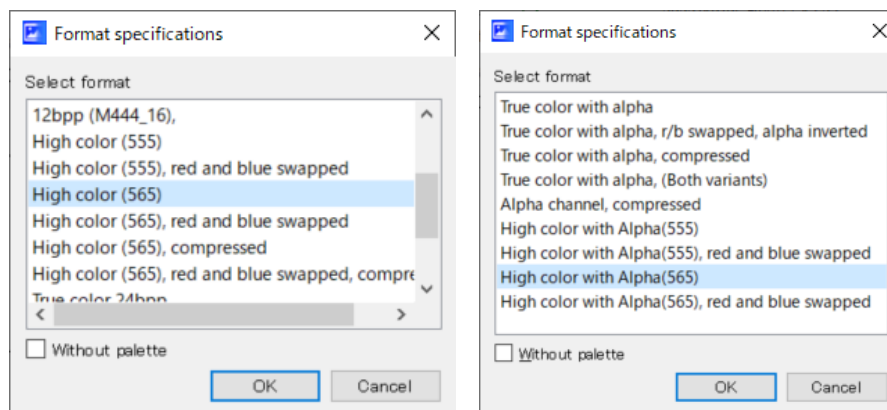 Format specifications
Select format
12bpp (M444_16),
High color (555)
High color (555), red and blue swapped
High color (565)
High color (565), red and blue swapped
High color (565), compressed
High color (565), red and blue swapped, compre
True color 24bpp
Without palette
OK
Cancel
Format specifications
Select format
True color with alpha
True color with alpha, r/b swapped, alpha inverted
True color with alpha, compressed
True color with alpha, (Both variants)
Alpha channel, compressed
High color with Alpha(555)
High color with Alpha(555), red and blue swapped
High color with Alpha(565)
High color with Alpha(565), red and blue swapped
Without palette
OK
Cancel